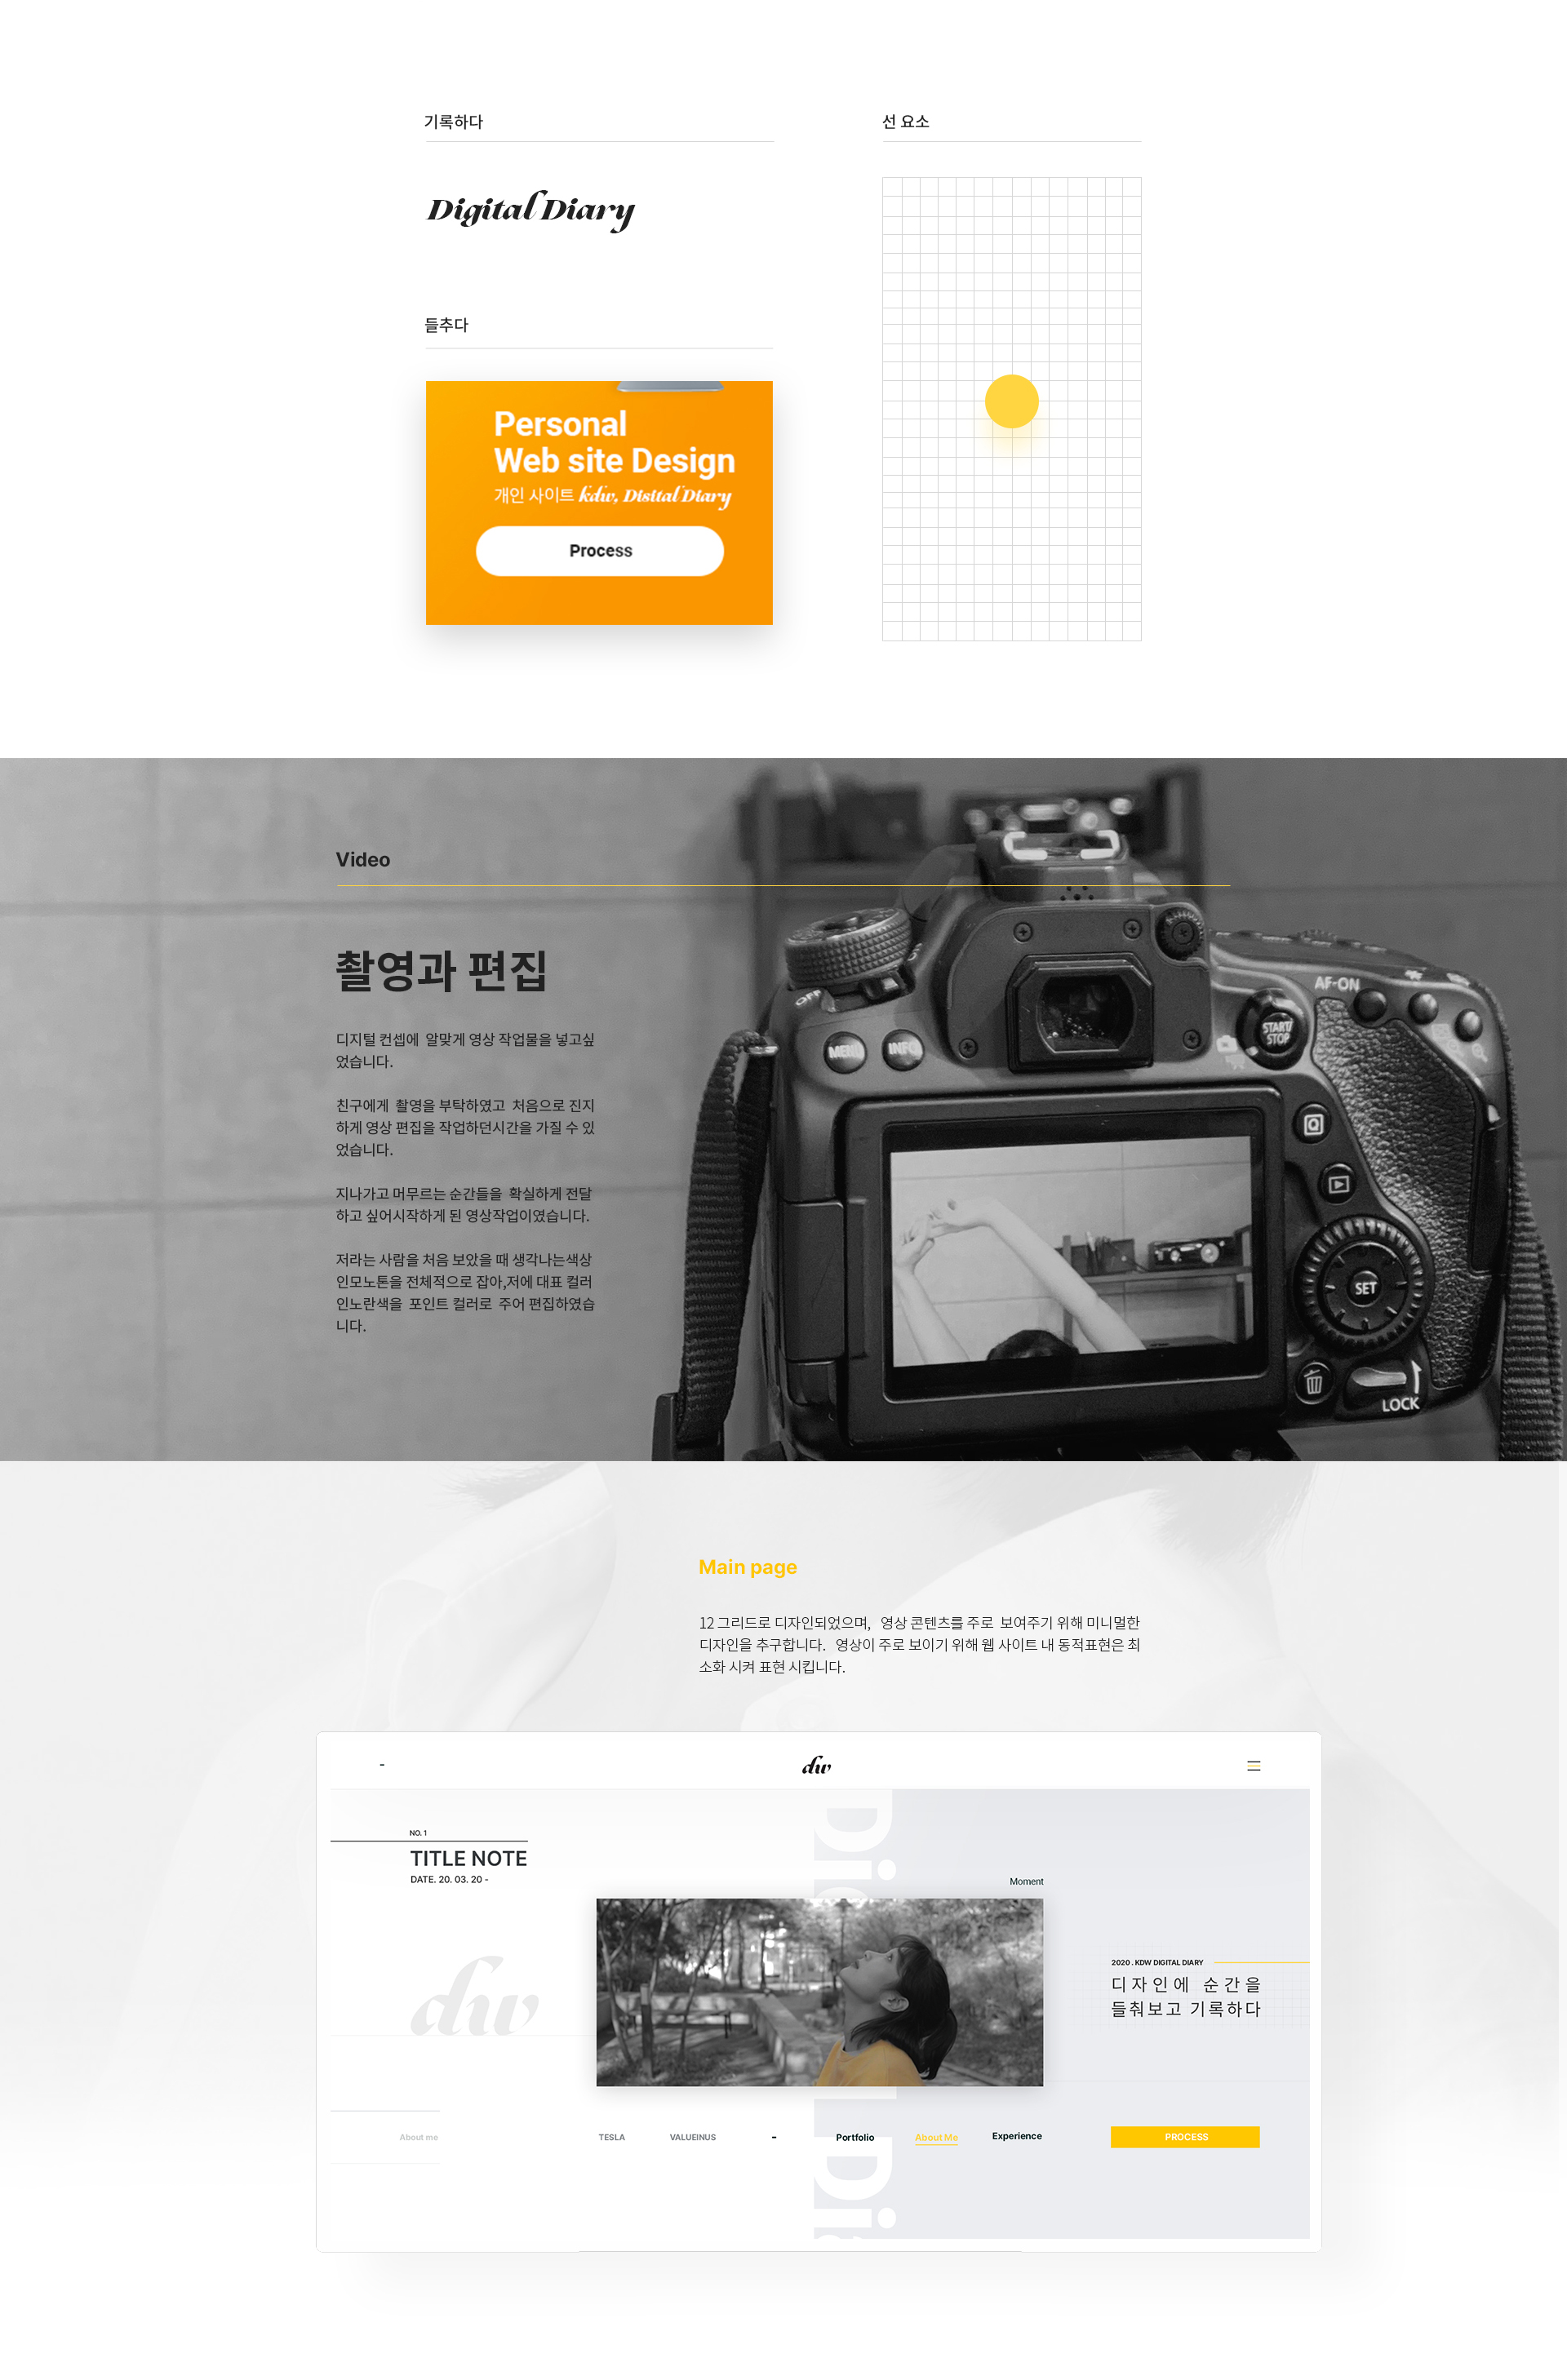 기록하다
Digital Diary
들추다
Personal
Web site Design
개인 사이트 kdw, Disital Diary
Process
선 요소
Video
촬영과 편집
디지털 컨셉에 알맞게 영상 작업물을 넣고싶
었습니다.
친구에게 촬영을 부탁하였고 처음으로 진지
하게 영상 편집을 작업하던시간을 가질 수 있
었습니다.
지나가고 머무르는 순간들을 확실하게 전달
하고 싶어시작하게 된 영상작업이였습니다.
저라는 사람을 처음 보았을 때 생각나는색상
인모노톤을 전체적으로 잡아,저에 대표 컬러
인노란색을 포인트 컬러로 주어 편집하였습
니다.
OFF
ON
MENU
INFO
AF-ON
START/
STOP
Q
SET
LOCK
Main page
12 그리드로 디자인되었으며, 영상 콘텐츠를 주로 보여주기 위해 미니멀한
디자인을 추구합니다. 영상이 주로 보이기 위해 웹 사이트 내 동적표현은 최
소화 시켜 표현 시킵니다.
-
dw
NO. 1
TITLE NOTE
DATE. 20. 03. 20 -
Moment
dw
2020 . KDW DIGITAL DIARY
디자인에 순간을
들춰보고 기록하다
About me
TESLA
VALUEINUS
-
Portfolio
About Me
Experience
PROCESS
Di